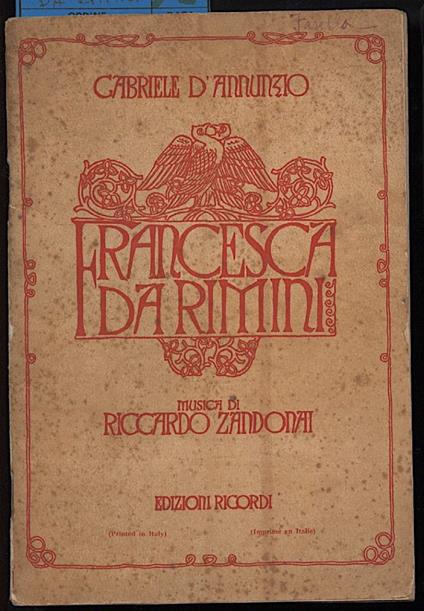 GABRIELE D'ANNUNZIO
FRANCESCA
DA RIMINI
MUSICA DI
RICCARDO ZANDONAI
EDIZIONI RICORDI
(Printed in Italy) (Imprimé en Italie)